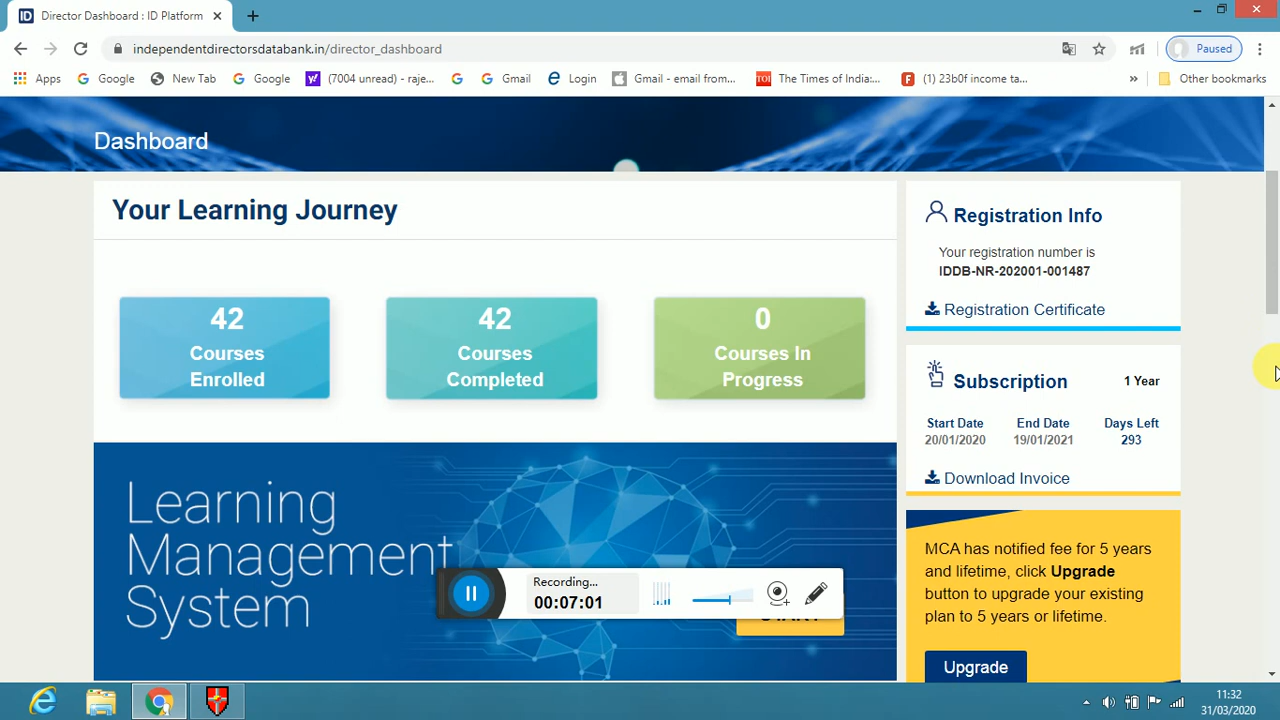 Director Dashboard : ID Platform
independentdirectorsdatabank.in/director_dashboard
Paused
Apps
Google
New Tab
Google
(7004 unread) - raje...
Gmail
Login
Gmail - email from...
TOI
The Times of India:...
(1) 23b0f income ta...
»
Other bookmarks
Dashboard
Your Learning Journey
42
Courses
Enrolled
42
Courses
Completed
0
Courses In
Progress
Learning
Management
System
Registration Info
Your registration number is
IDDB-NR-202001-001487
Registration Certificate
Subscription
1 Year
Start Date End Date Days Left
20/01/2020 19/01/2021 293
Download Invoice
MCA has notified fee for 5 years
and lifetime, click Upgrade
button to upgrade your existing
plan to 5 years or lifetime.
Upgrade
Recording...
00:07:01
11:32
31/03/2020